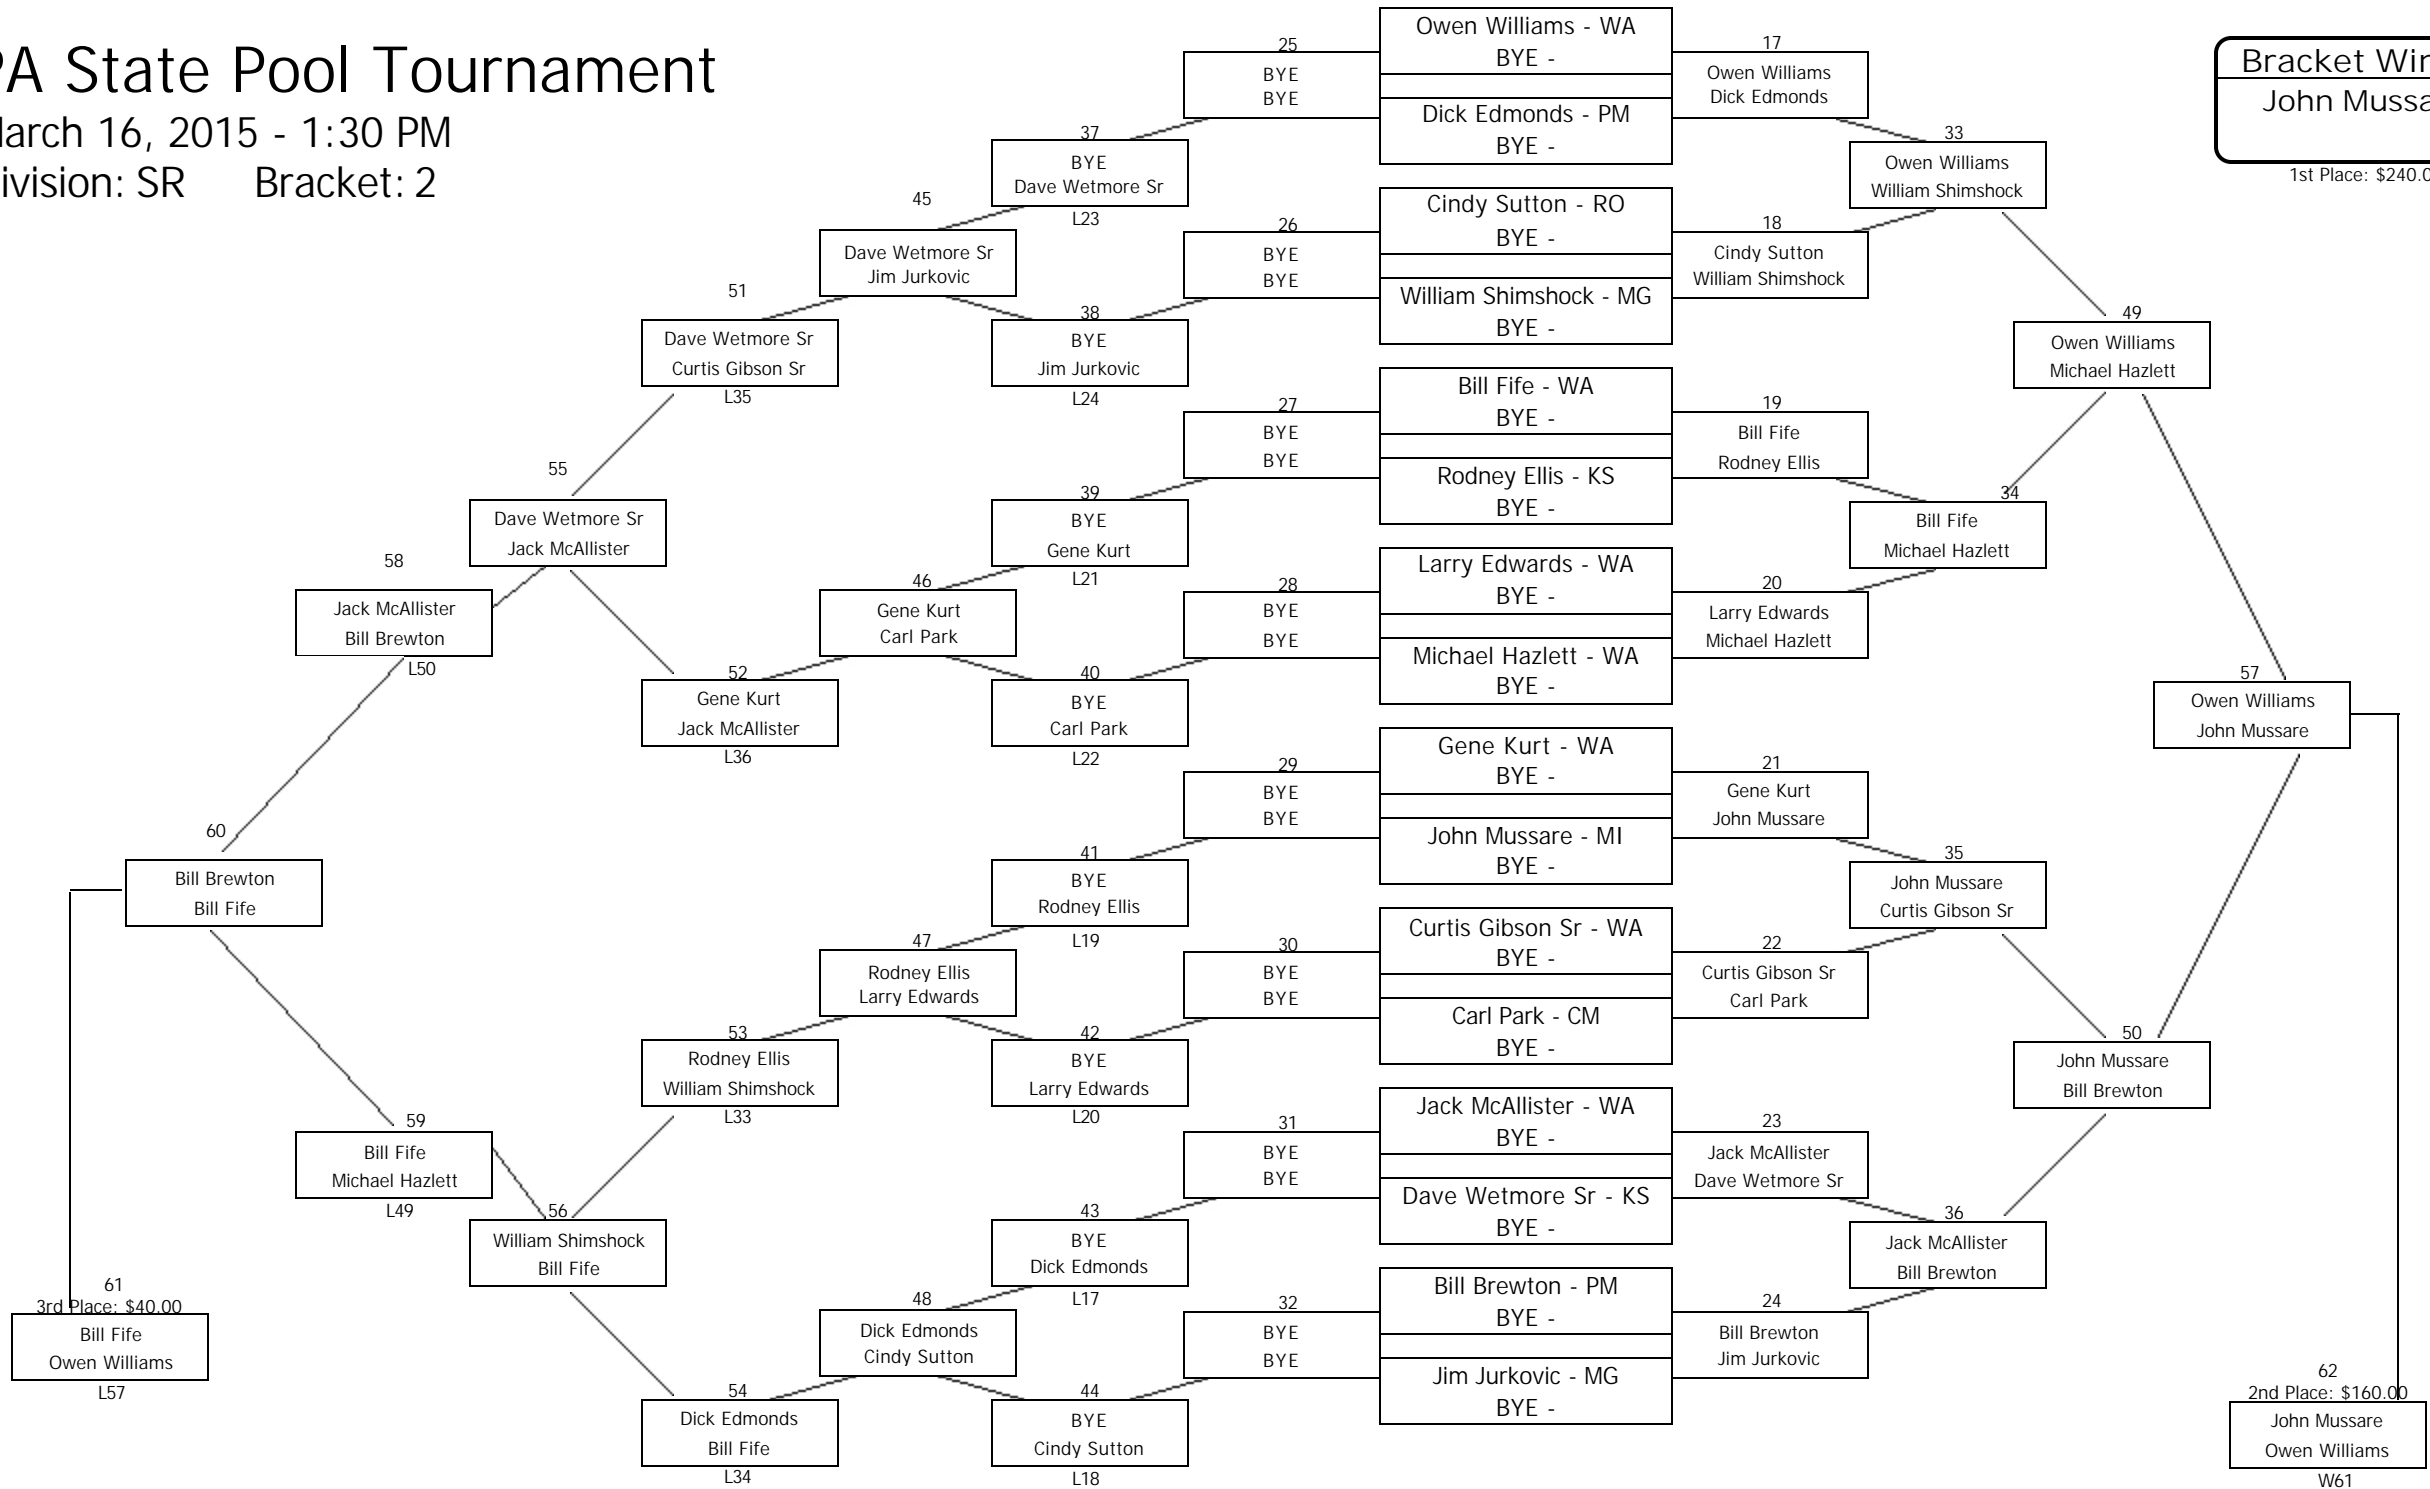 PA State Pool Tournament
March 16, 2015 - 1:30 PM
Division: SR Bracket: 2
Bracket Win
John Mussa
1st Place: $240.0
Owen Williams - WA
BYE -
Dick Edmonds - PM
BYE -
Cindy Sutton - RO
BYE -
William Shimshock - MG
BYE -
Bill Fife - WA
BYE -
Rodney Ellis - KS
BYE -
Larry Edwards - WA
BYE -
Michael Hazlett - WA
BYE -
Gene Kurt - WA
BYE -
John Mussare - MI
BYE -
Curtis Gibson Sr - WA
BYE -
Carl Park - CM
BYE -
Jack McAllister - WA
BYE -
Dave Wetmore Sr - KS
BYE -
Bill Brewton - PM
BYE -
Jim Jurkovic - MG
BYE -
17
Owen Williams
Dick Edmonds
18
Cindy Sutton
William Shimshock
19
Bill Fife
Rodney Ellis
20
Larry Edwards
Michael Hazlett
21
Gene Kurt
John Mussare
22
Curtis Gibson Sr
Carl Park
23
Jack McAllister
Dave Wetmore Sr
24
Bill Brewton
Jim Jurkovic
33
Owen Williams
William Shimshock
34
Bill Fife
Michael Hazlett
35
John Mussare
Curtis Gibson Sr
36
Jack McAllister
Bill Brewton
49
Owen Williams
Michael Hazlett
50
John Mussare
Bill Brewton
57
Owen Williams
John Mussare
62
2nd Place: $160.00
John Mussare
Owen Williams
W61
25
BYE
BYE
26
BYE
BYE
27
BYE
BYE
28
BYE
BYE
29
BYE
BYE
30
BYE
BYE
31
BYE
BYE
32
BYE
BYE
37
BYE
Dave Wetmore Sr
L23
38
BYE
Jim Jurkovic
L24
39
BYE
Gene Kurt
L21
40
BYE
Carl Park
L22
41
BYE
Rodney Ellis
L19
42
BYE
Larry Edwards
L20
43
BYE
Dick Edmonds
L17
44
BYE
Cindy Sutton
L18
45
Dave Wetmore Sr
Jim Jurkovic
46
Gene Kurt
Carl Park
47
Rodney Ellis
Larry Edwards
48
Dick Edmonds
Cindy Sutton
51
Dave Wetmore Sr
Curtis Gibson Sr
L35
52
Gene Kurt
Jack McAllister
L36
53
Rodney Ellis
William Shimshock
L33
54
Dick Edmonds
Bill Fife
L34
55
Dave Wetmore Sr
Jack McAllister
56
William Shimshock
Bill Fife
58
Jack McAllister
Bill Brewton
L50
59
Bill Fife
Michael Hazlett
L49
60
Bill Brewton
Bill Fife
61
3rd Place: $40.00
Bill Fife
Owen Williams
L57